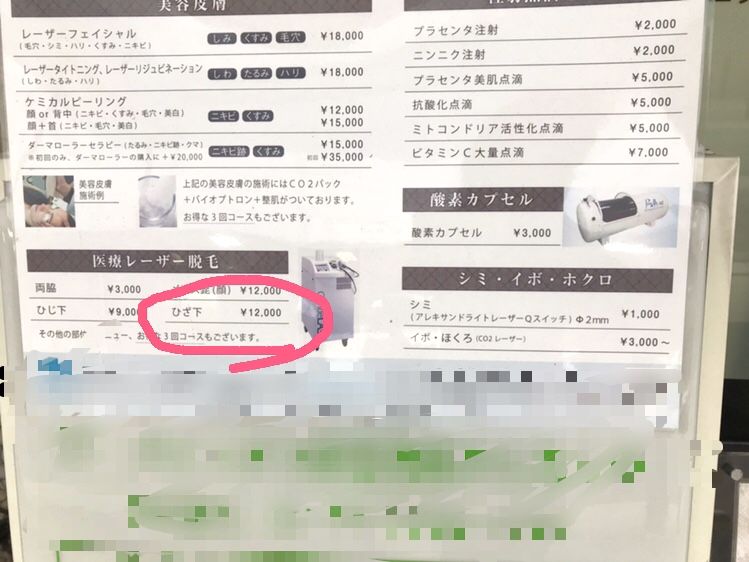 美容皮膚
レーザーフェイシャル
(毛穴・シミ・ハリ・くすみ・ニキビ)
しみ くすみ 毛穴 ¥18,000
レーザータイトニング、レーザーリジュビネーション
(しわ・たるみ・ハリ)
しわ たるみ ハリ ¥18,000
ケミカルピーリング
顔 or 背中 (ニキビ・くすみ・毛穴・美白) ニキビ くすみ ¥12,000
顔+首 (ニキビ・毛穴・美白) ¥15,000
ダーマローラーセラピー (たるみ・ニキビ跡・クマ) ニキビ跡 くすみ ¥15,000
※初回のみ、ダーマローラーの購入に+¥20,000 初回 ¥35,000
美容皮膚
施術例
上記の美容皮膚の施術にはCO2パック
+バイオプトロン+整肌がついております。
お得な3回コースもございます。
医療レーザー脱毛
両脇 ¥3,000
(顔) ¥12,000
ひじ下 ¥9,000
ひざ下 ¥12,000
その他の部位 ュー、お得な3回コースもございます。
プラセンタ注射 ¥2,000
ニンニク注射 ¥2,000
プラセンタ美肌点滴 ¥5,000
抗酸化点滴 ¥5,000
ミトコンドリア活性化点滴 ¥5,000
ビタミンC大量点滴 ¥7,000
酸素カプセル
酸素カプセル ¥3,000
シミ・イボ・ホクロ
シミ
(アレキサンドライトレーザーQスイッチ) Φ2mm ¥1,000
イボ・ほくろ (CO2 レーザー) ¥3,000~